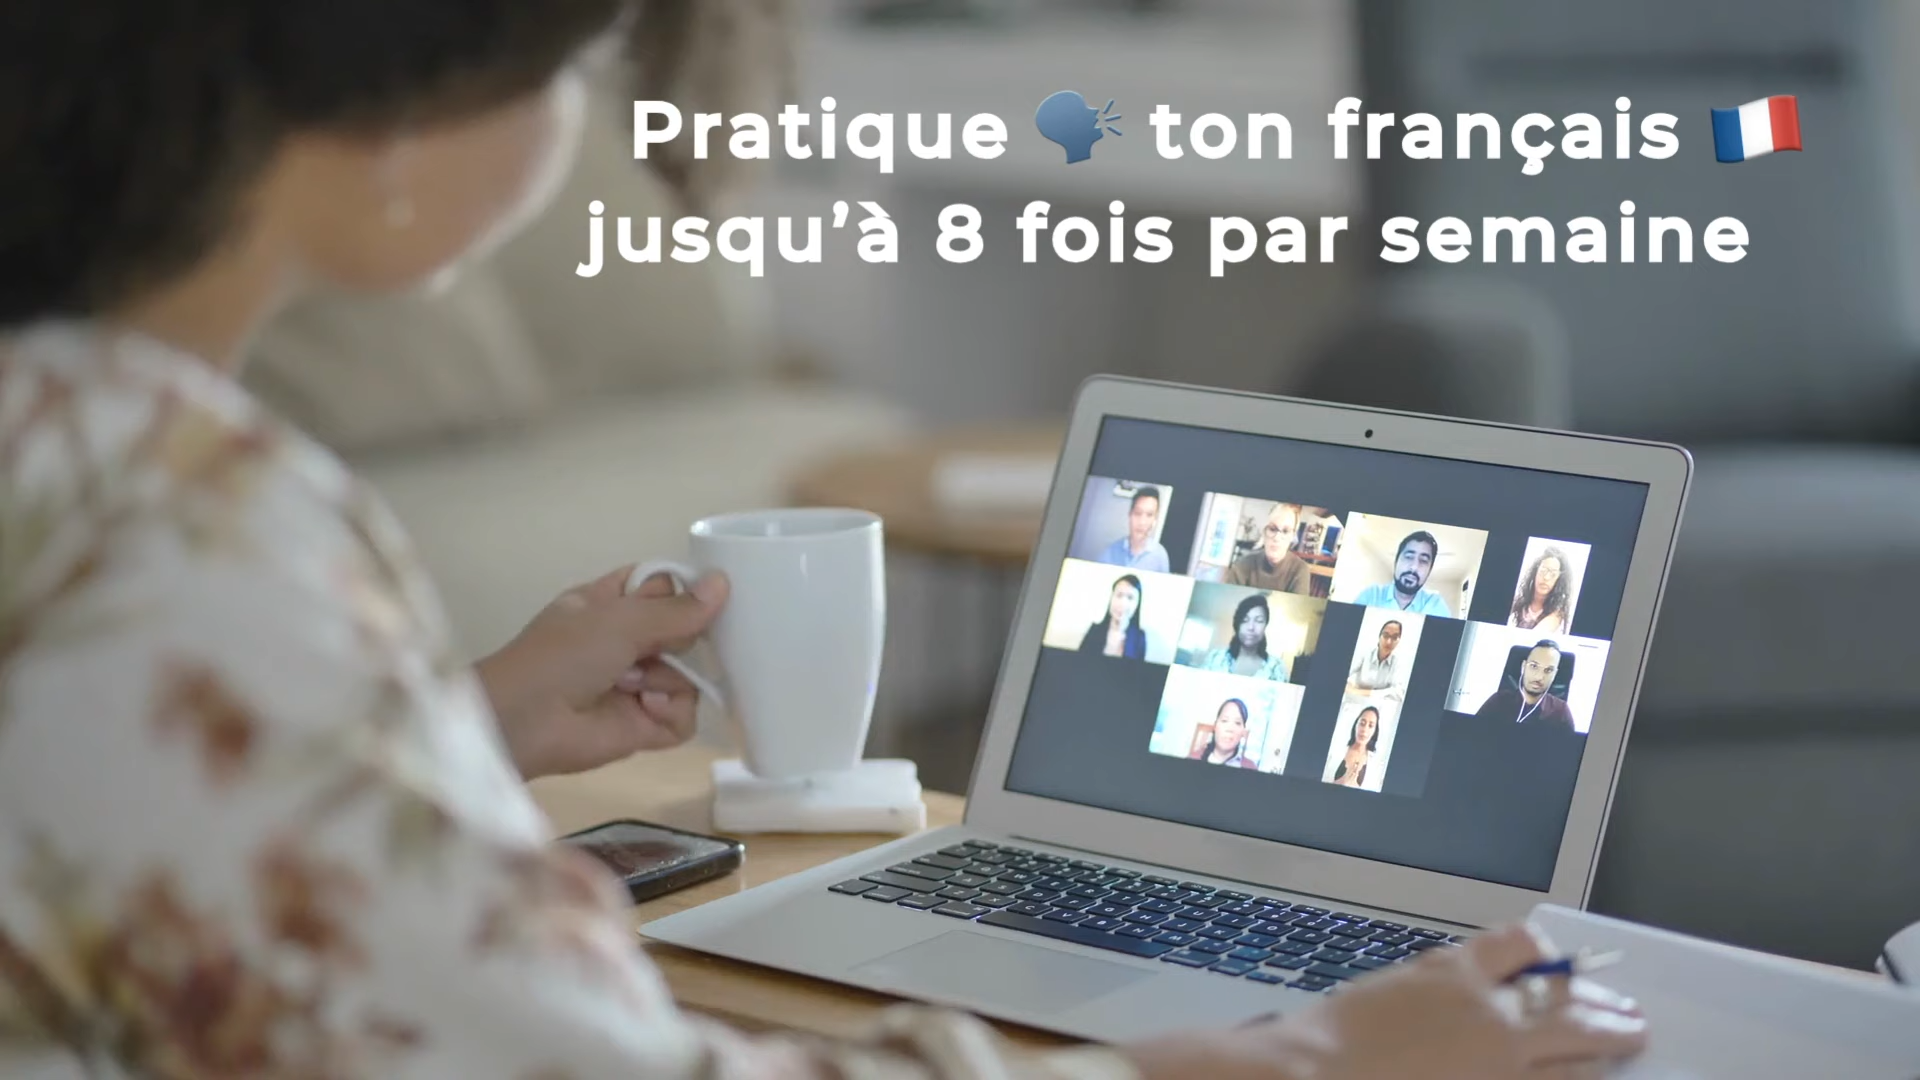 Pratique 🗣️ ton français 🇫🇷
jusqu'à 8 fois par semaine